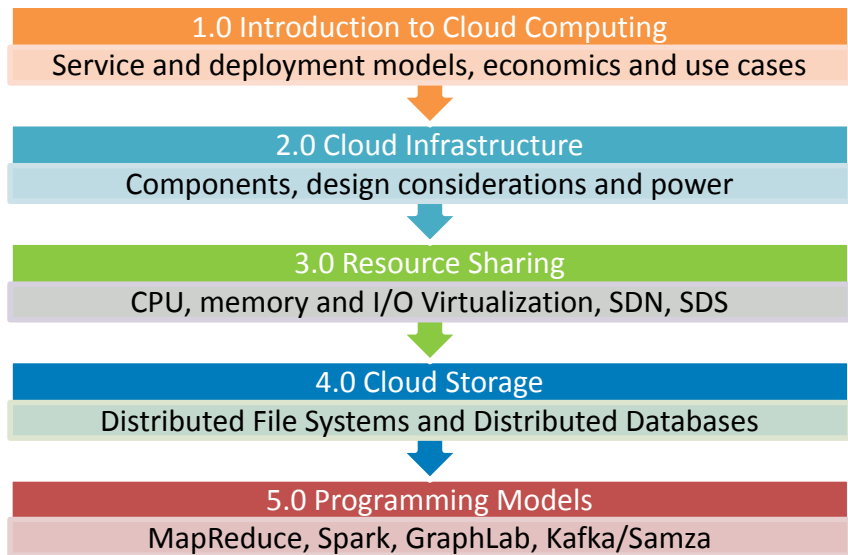 1.0 Introduction to Cloud Computing
Service and deployment models, economics and use cases
2.0 Cloud Infrastructure
Components, design considerations and power
3.0 Resource Sharing
CPU, memory and I/O Virtualization, SDN, SDS
4.0 Cloud Storage
Distributed File Systems and Distributed Databases
5.0 Programming Models
MapReduce, Spark, GraphLab, Kafka/Samza